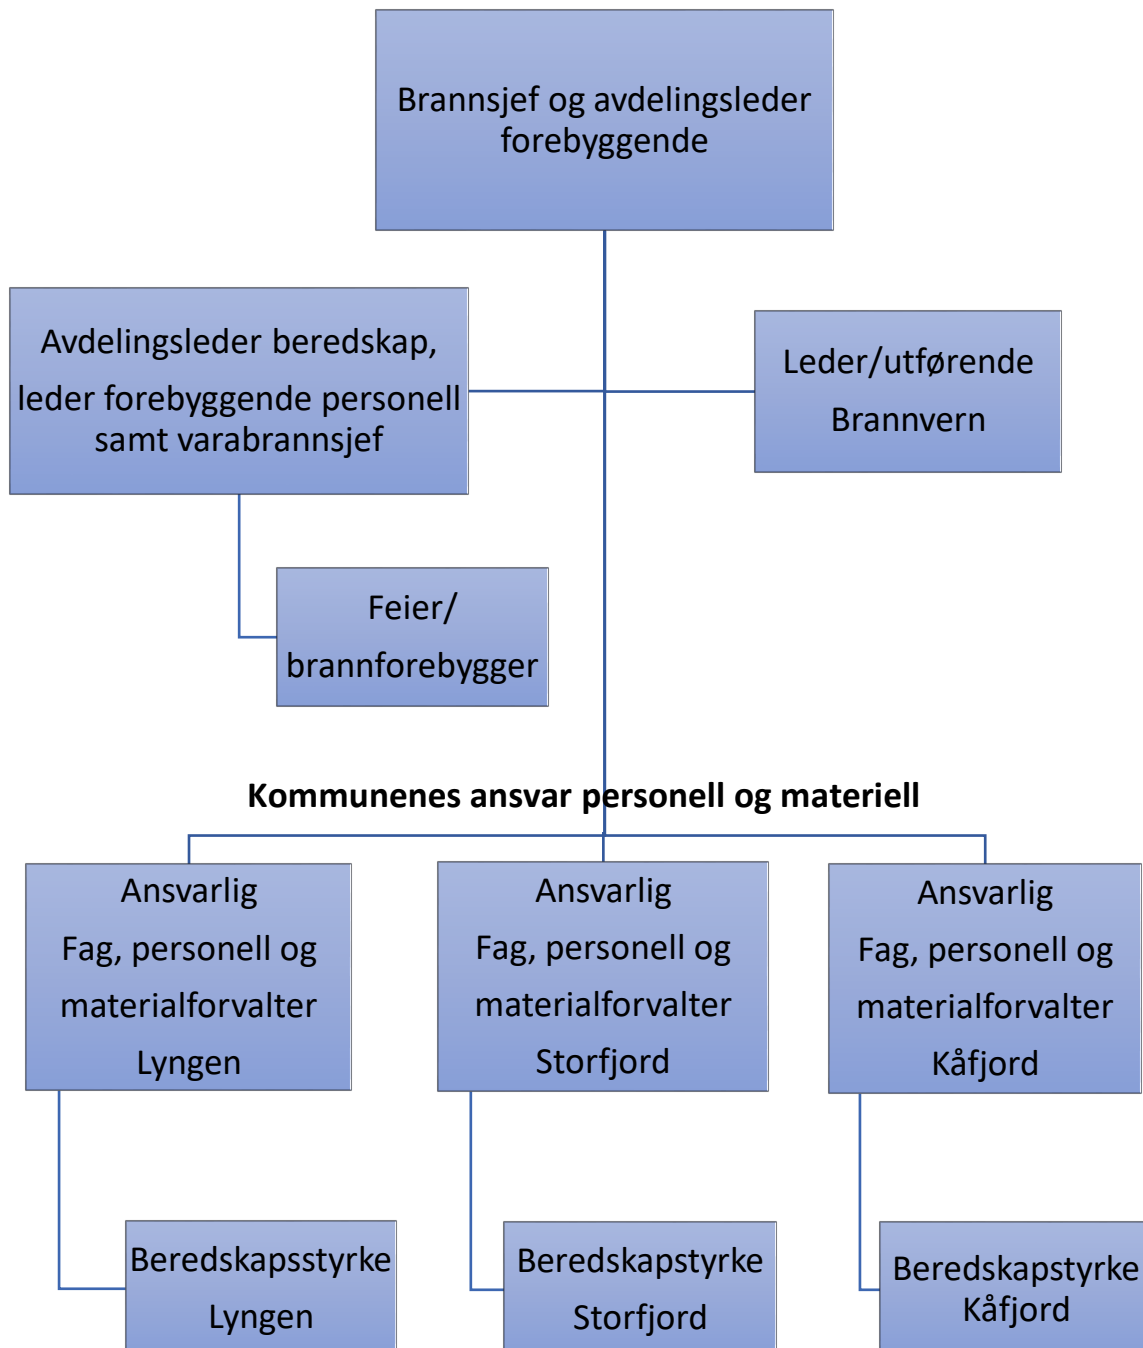 Brannsjef og avdelingsleder
forebyggende
Avdelingsleder beredskap,
leder forebyggende personell
samt varabrannsjef
Leder/utførende
Brannvern
Feier/
brannforebygger
Kommunenes ansvar personell og materiell
Ansvarlig
Fag, personell og
materialforvalter
Lyngen
Ansvarlig
Fag, personell og
materialforvalter
Storfjord
Ansvarlig
Fag, personell og
materialforvalter
Kåfjord
Beredskapsstyrke
Lyngen
Beredskapstyrke
Storfjord
Beredskapstyrke
Kåfjord